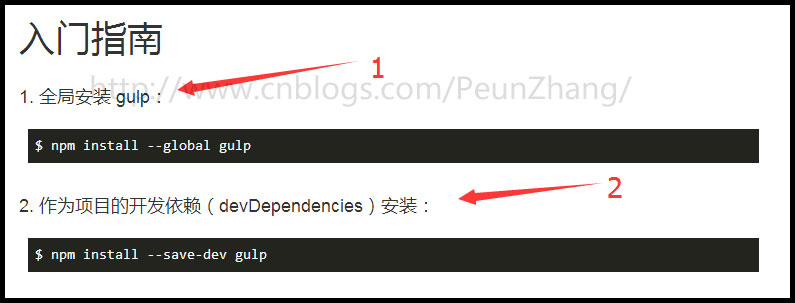 入门指南
http://www.cnblogs.com/PeunZhang/
1
1. 全局安装 gulp：
$ npm install --global gulp
2
2. 作为项目的开发依赖（devDependencies）安装：
$ npm install --save-dev gulp